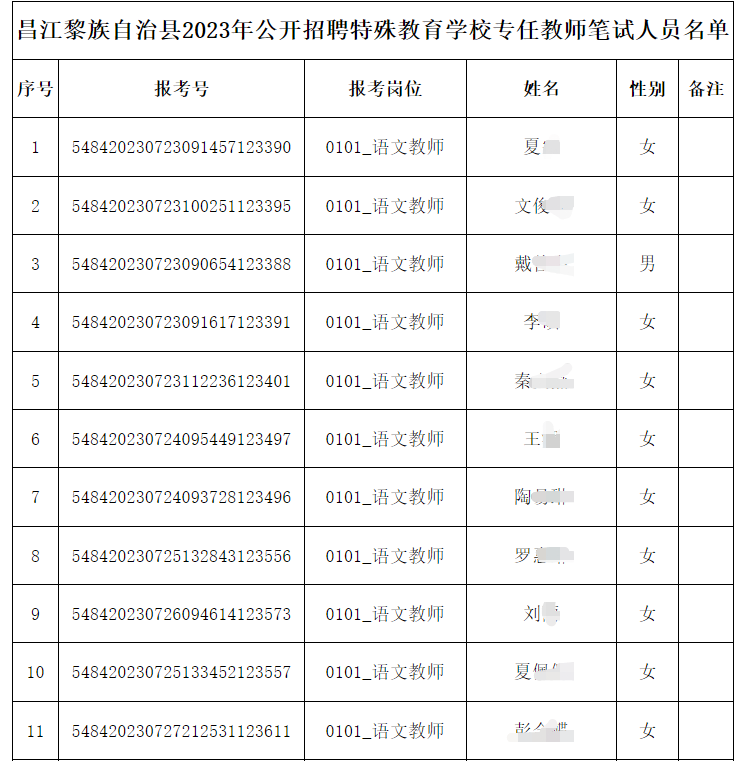 昌江黎族自治县2023年公开招聘特殊教育学校专任教师笔试人员名单
序号 报考号 报考岗位 姓名 性别 备注
1 548420230723091457123390 0101_语文教师 夏 女
2 548420230723100251123395 0101_语文教师 文俊 女
3 548420230723090654123388 0101_语文教师 戴 男
4 548420230723091617123391 0101_语文教师 李 女
5 548420230723112236123401 0101_语文教师 秦 女
6 548420230724095449123497 0101_语文教师 王 女
7 548420230724093728123496 0101_语文教师 陶 女
8 548420230725132843123556 0101_语文教师 罗 女
9 548420230726094614123573 0101_语文教师 刘 女
10 548420230725133452123557 0101_语文教师 夏佩 女
11 548420230727212531123611 0101_语文教师 彭 女